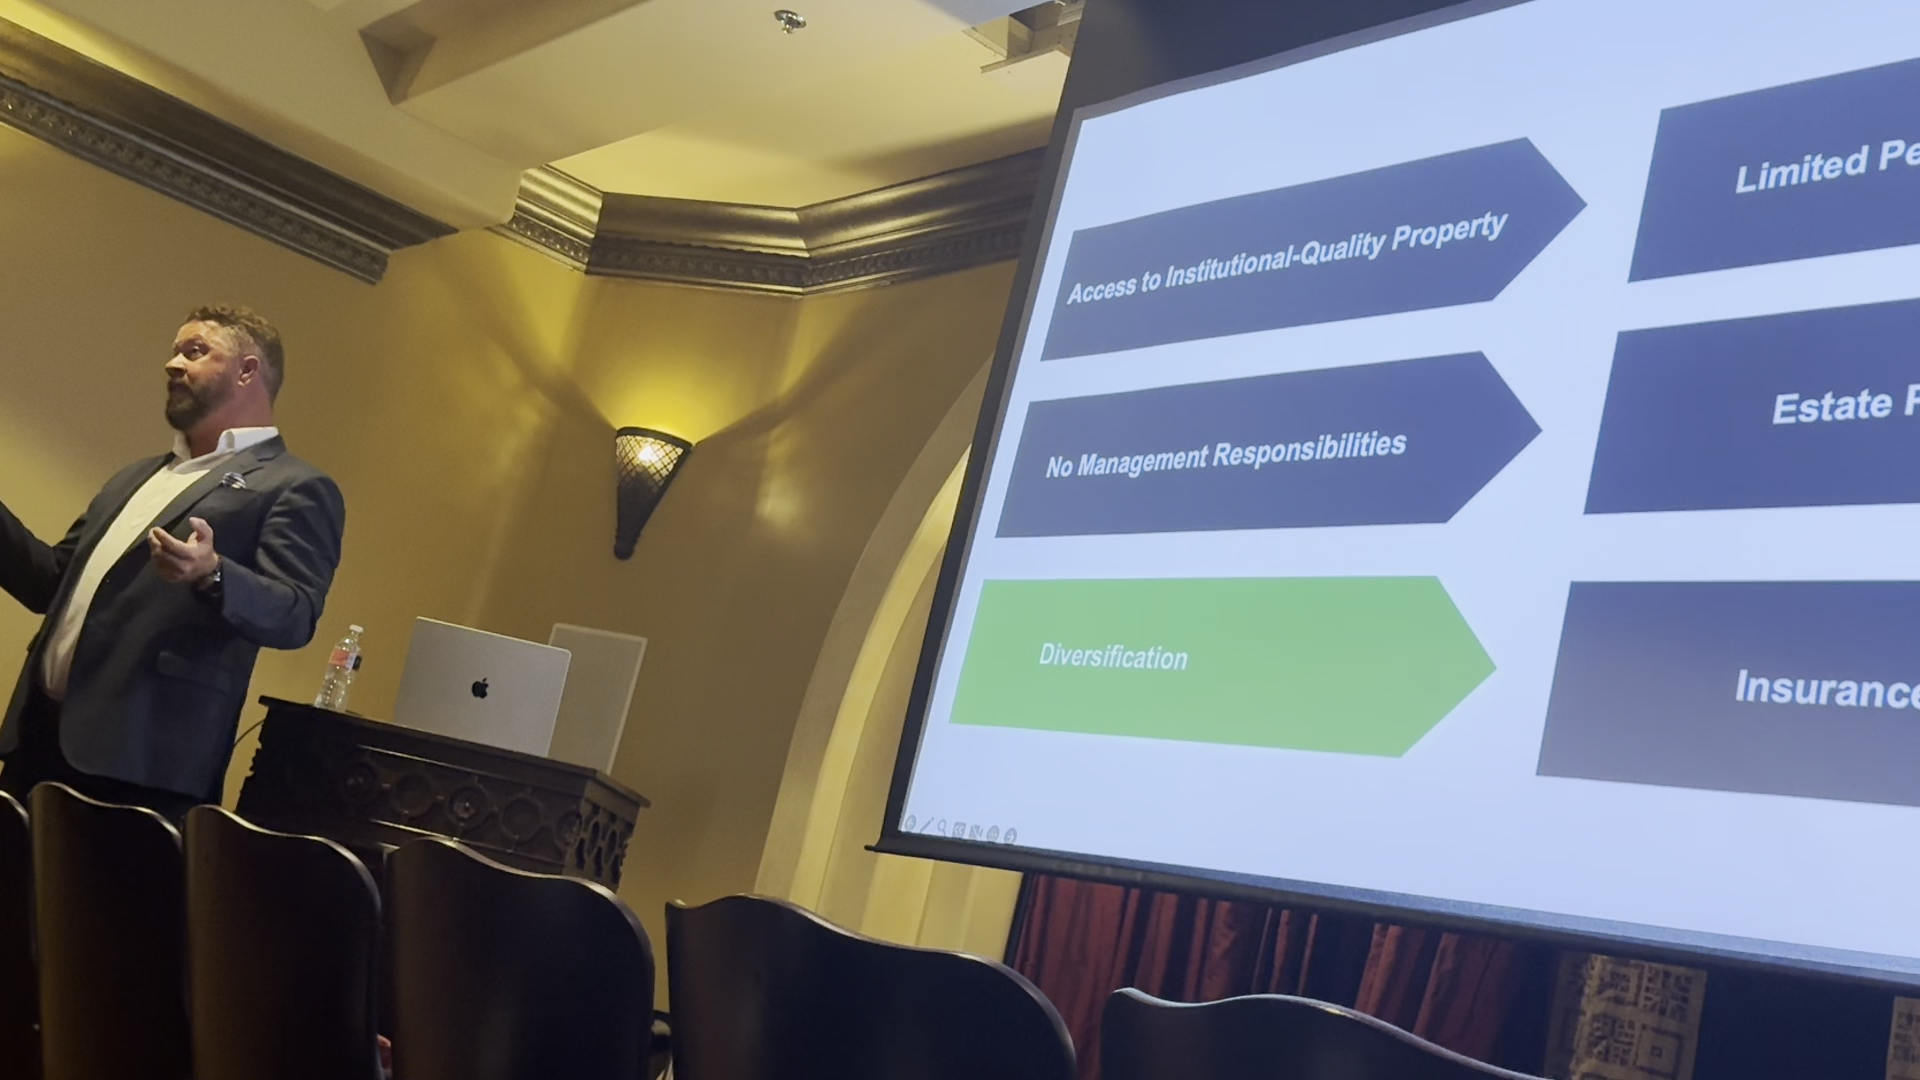 Access to Institutional-Quality Property
No Management Responsibilities
Diversification
Limited
Estate
Insurance